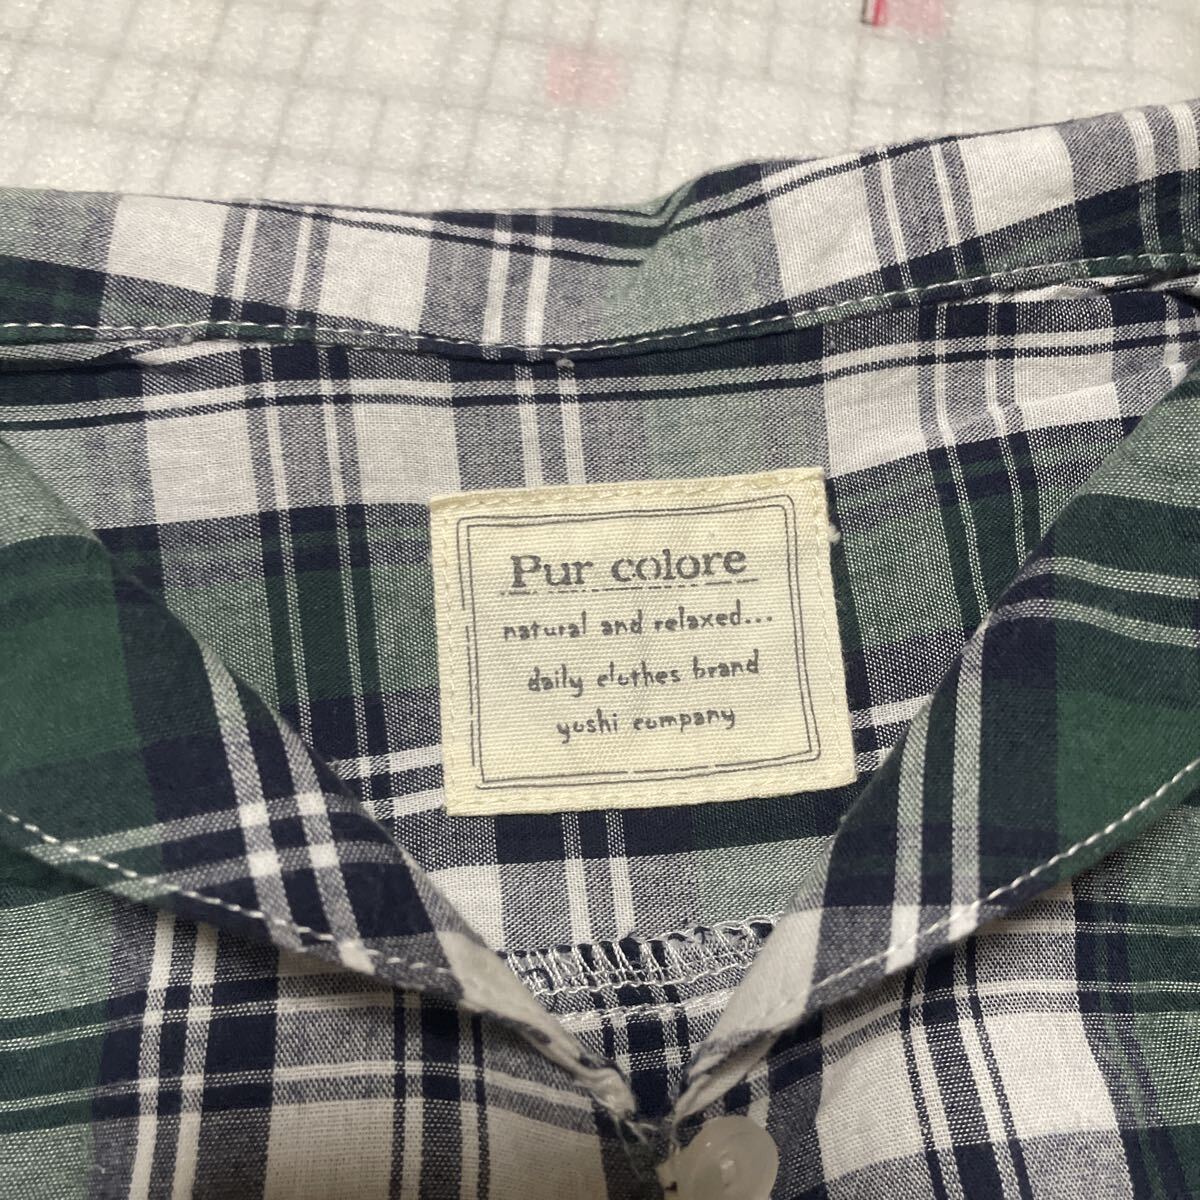 Pur colore
natural and relaxed...
daily clothes brand
yoshi company